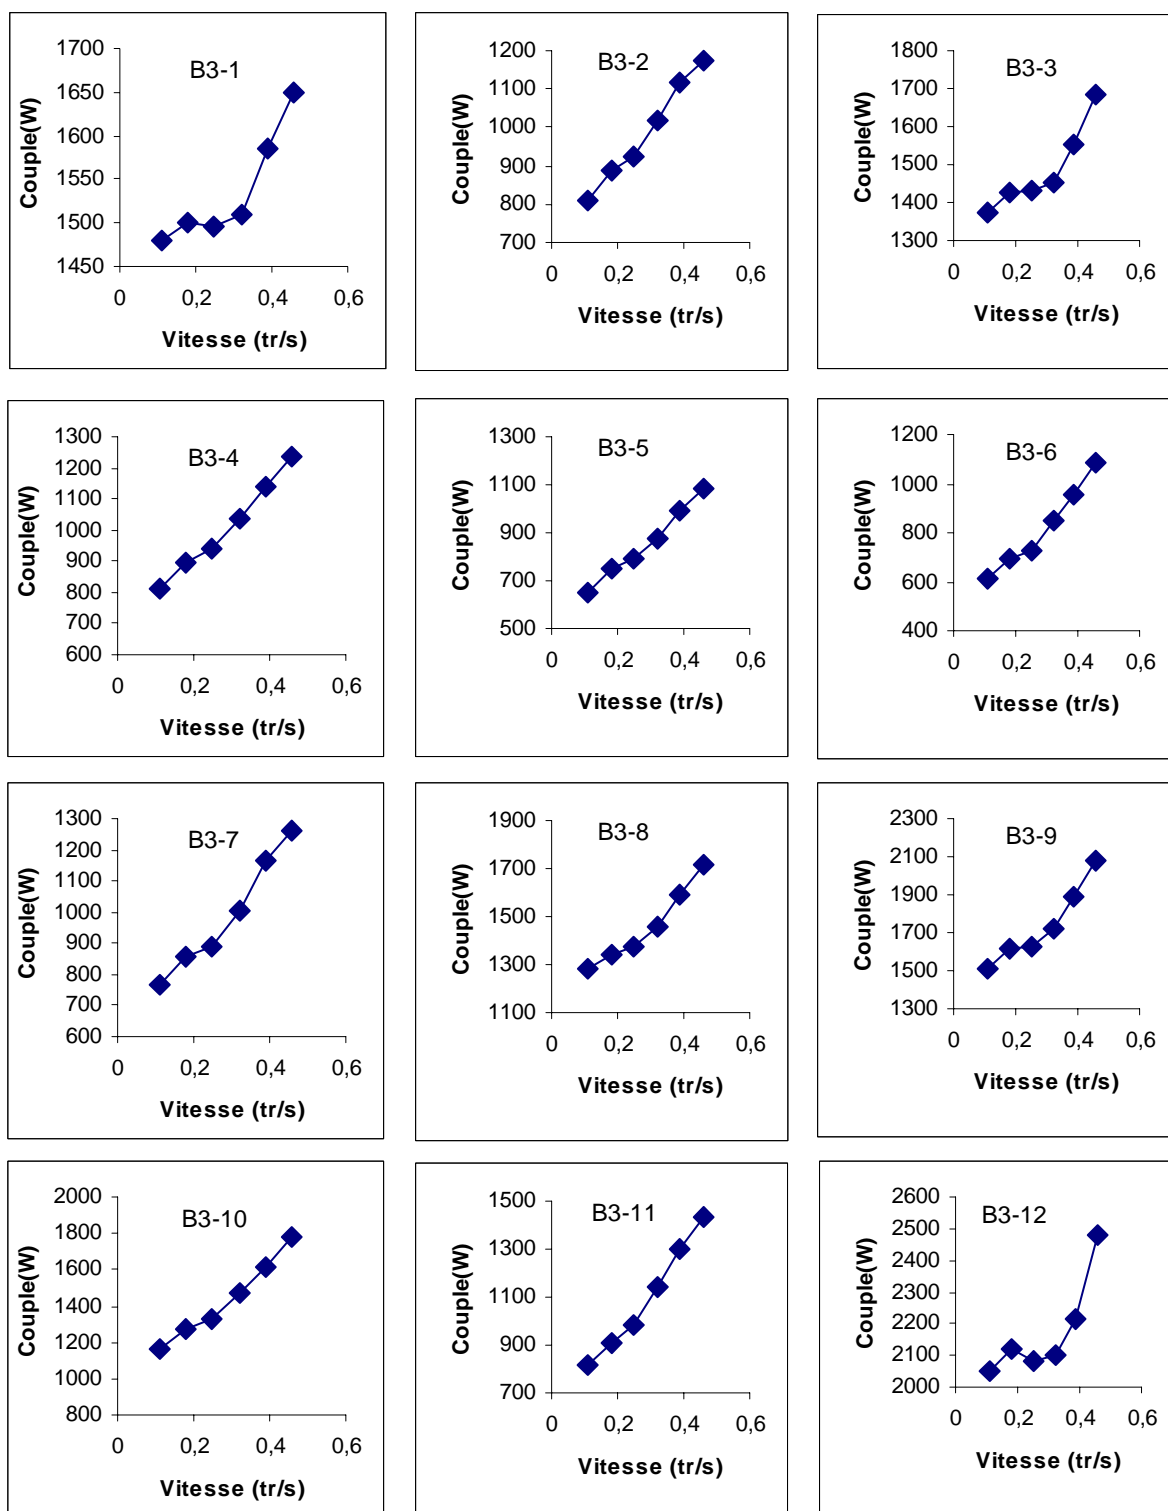 B3-1
Couple(W)
1700
1650
1600
1550
1500
1450
0 0,2 0,4 0,6
Vitesse (tr/s)
B3-2
Couple(W)
1200
1100
1000
900
800
700
0 0,2 0,4 0,6
Vitesse (tr/s)
B3-3
Couple(W)
1800
1700
1600
1500
1400
1300
0 0,2 0,4 0,6
Vitesse (tr/s)
B3-4
Couple(W)
1300
1200
1100
1000
900
800
700
600
0 0,2 0,4 0,6
Vitesse (tr/s)
B3-5
Couple(W)
1300
1100
900
700
500
0 0,2 0,4 0,6
Vitesse (tr/s)
B3-6
Couple(W)
1200
1000
800
600
400
0 0,2 0,4 0,6
Vitesse (tr/s)
B3-7
Couple(W)
1300
1200
1100
1000
900
800
700
600
0 0,2 0,4 0,6
Vitesse (tr/s)
B3-8
Couple(W)
1900
1700
1500
1300
1100
0 0,2 0,4 0,6
Vitesse (tr/s)
B3-9
Couple(W)
2300
2100
1900
1700
1500
1300
0 0,2 0,4 0,6
Vitesse (tr/s)
B3-10
Couple(W)
2000
1800
1600
1400
1200
1000
800
0 0,2 0,4 0,6
Vitesse (tr/s)
B3-11
Couple(W)
1500
1300
1100
900
700
0 0,2 0,4 0,6
Vitesse (tr/s)
B3-12
Couple(W)
2600
2500
2400
2300
2200
2100
2000
0 0,2 0,4 0,6
Vitesse (tr/s)